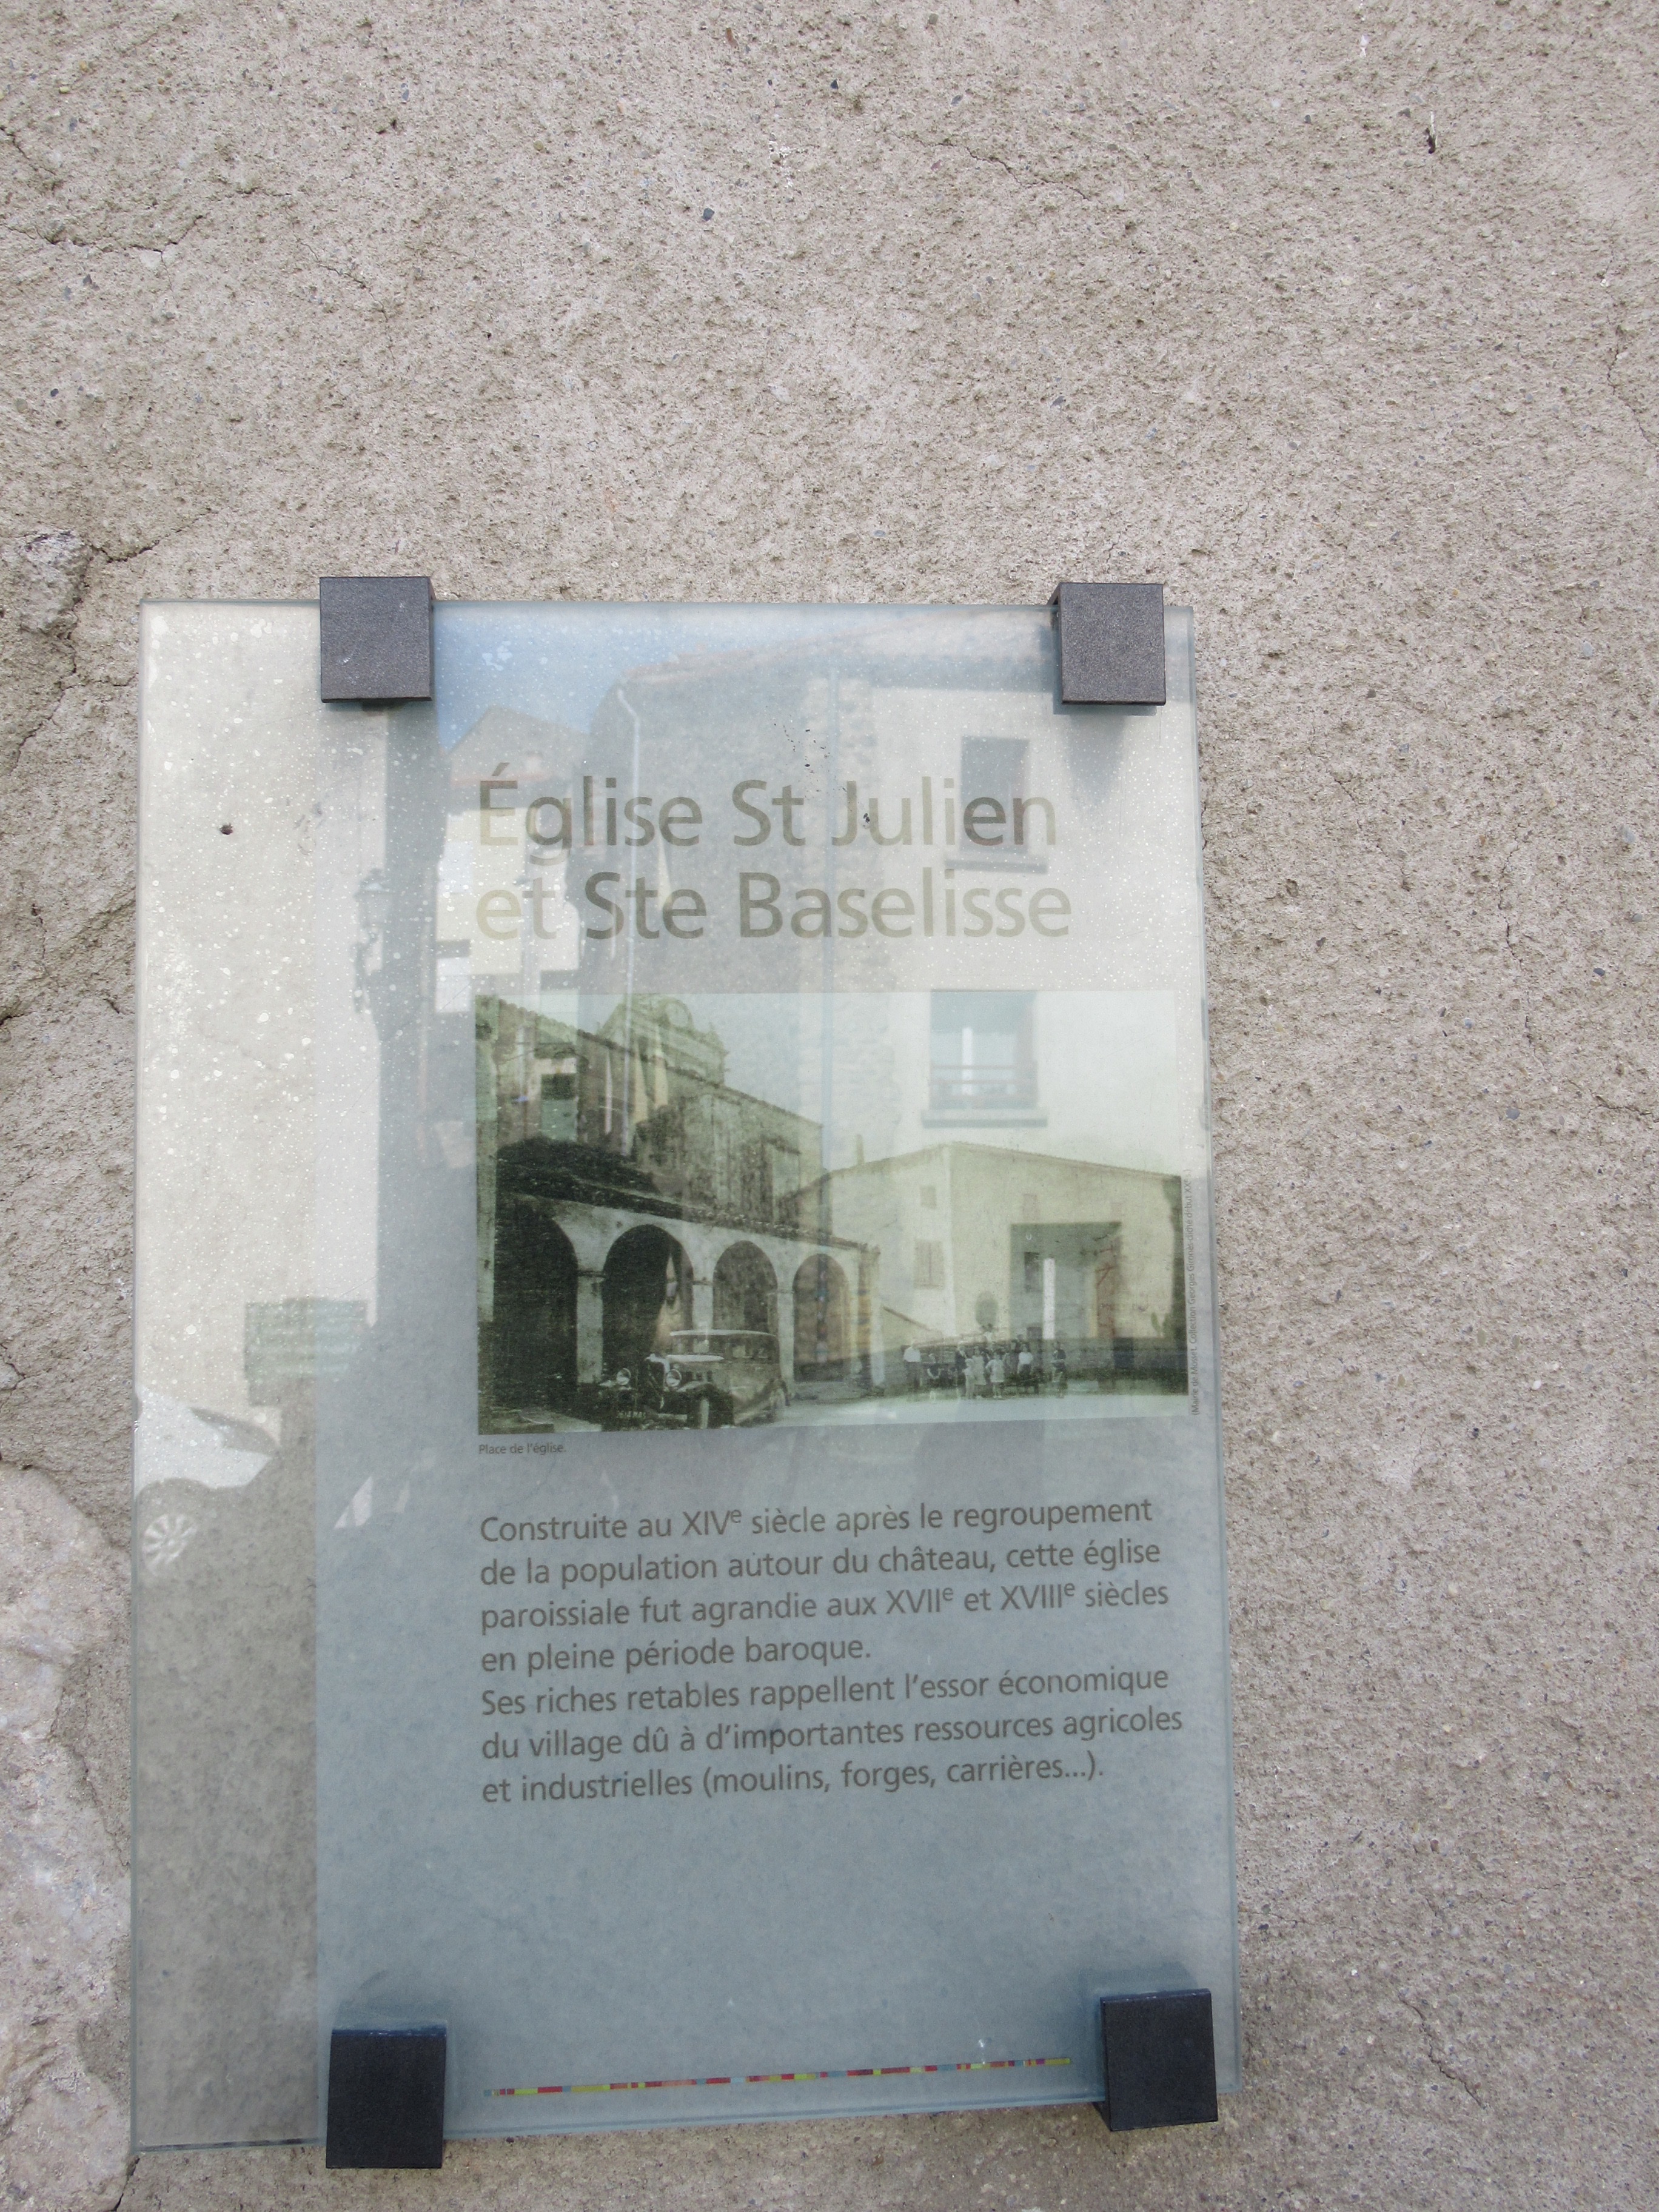 Église St Julien
et Ste Baselisse
Place de l'église.
Construite au XIVe siècle après le regroupement
de la population autour du château, cette église
paroissiale fut agrandie aux XVIIe et XVIIIe siècles
en pleine période baroque.
Ses riches retables rappellent l'essor économique
du village dû à d'importantes ressources agricoles
et industrielles (moulins, forges, carrières...).